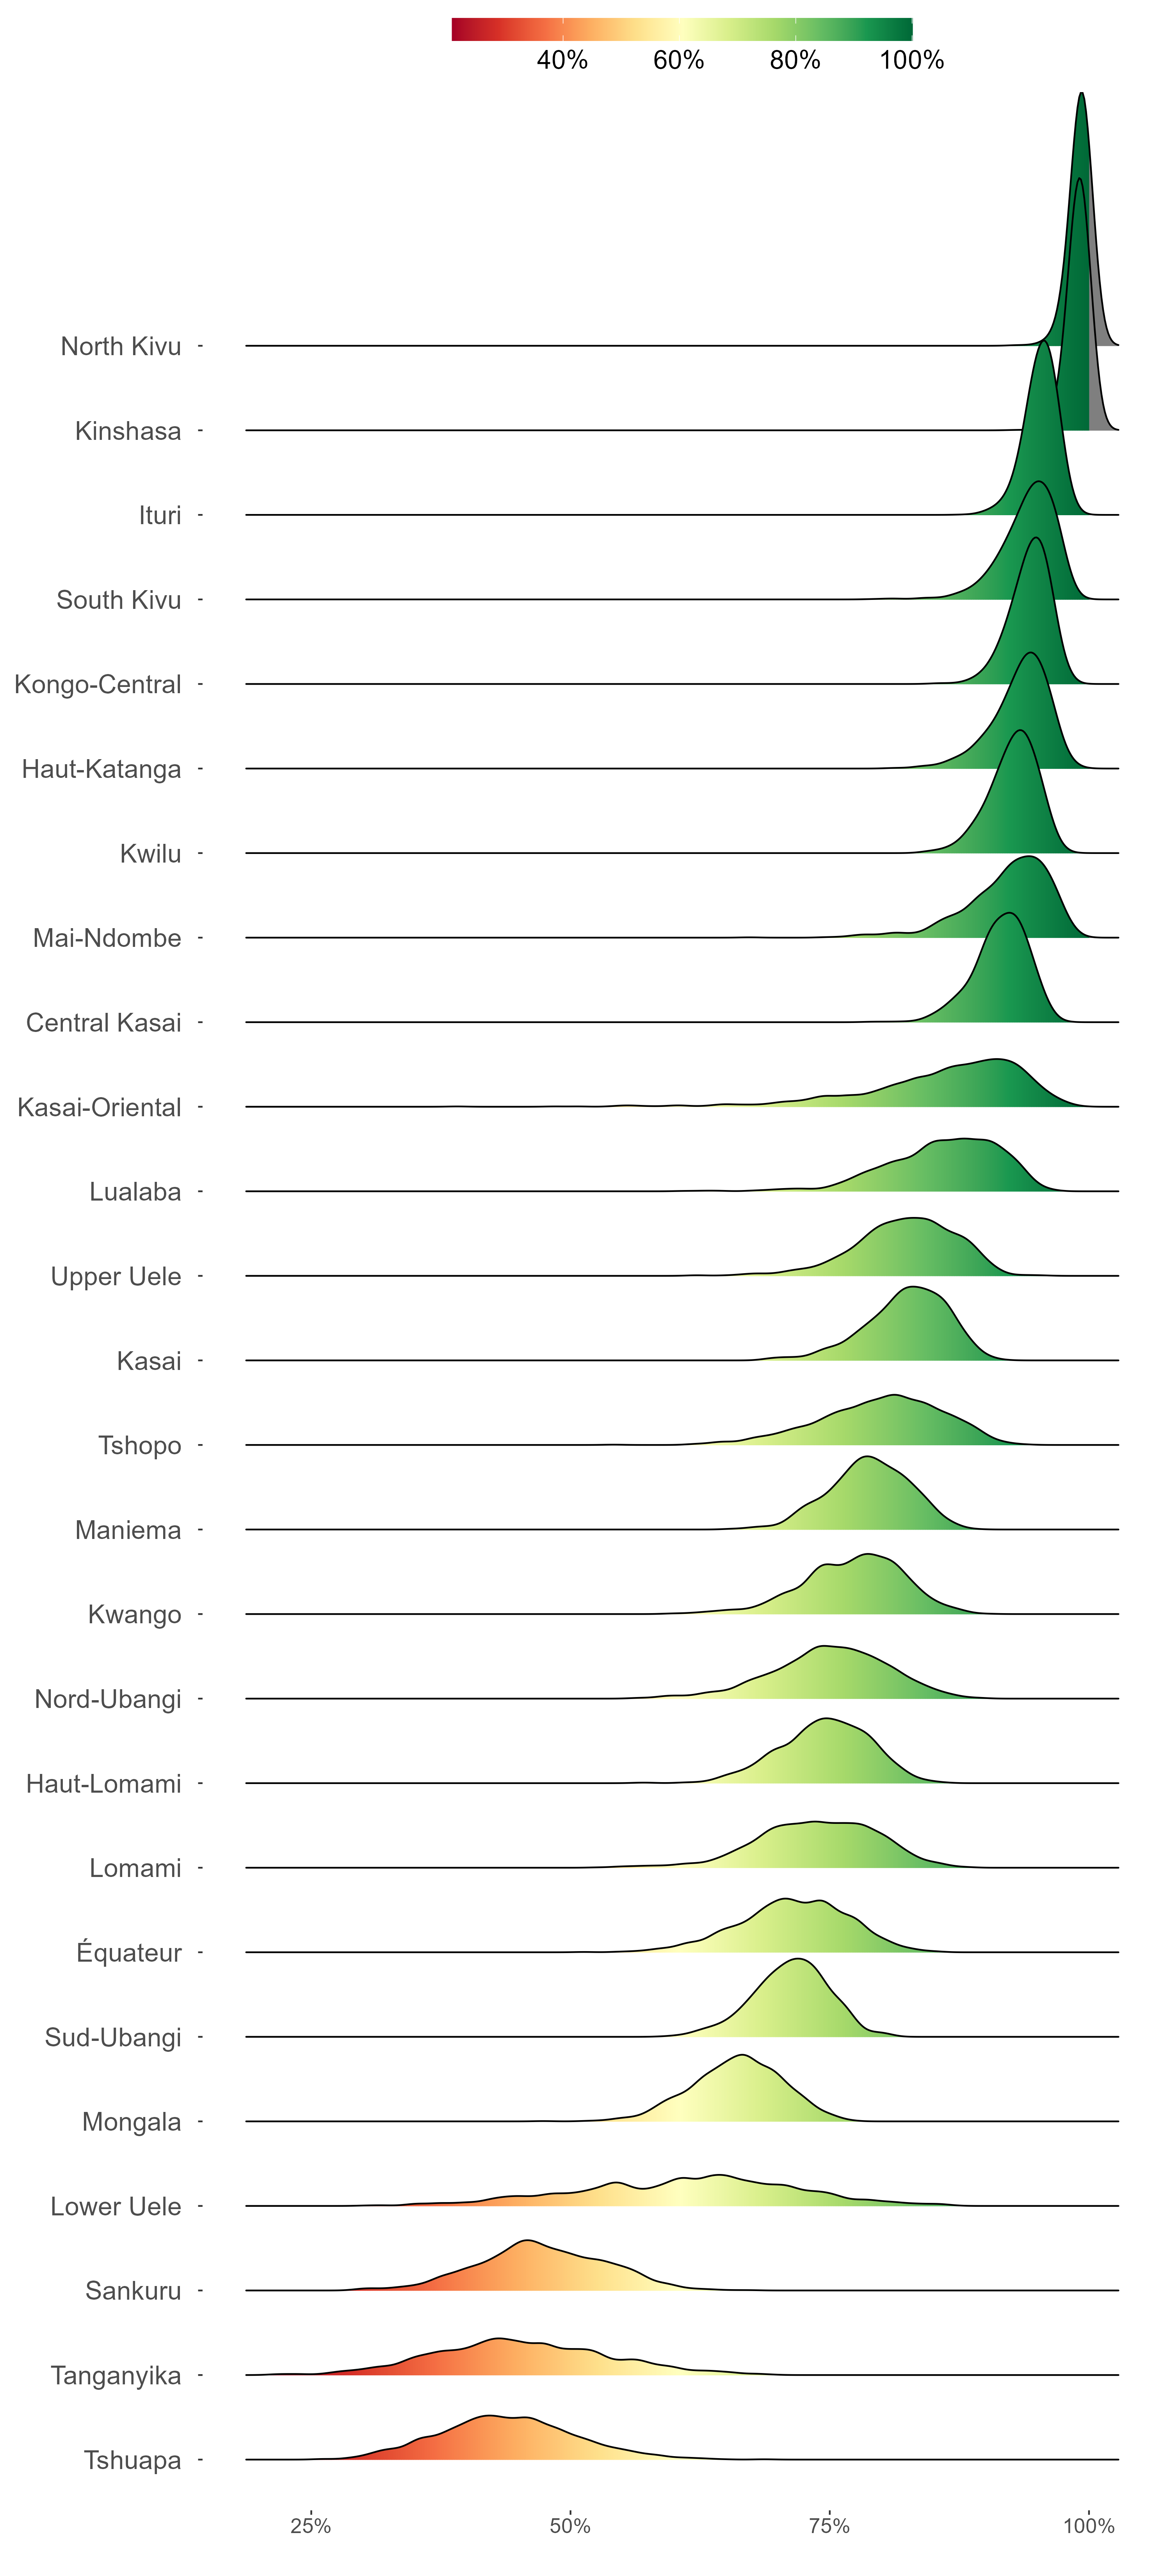 40% 60% 80% 100%
North Kivu
Kinshasa
Ituri
South Kivu
Kongo-Central
Haut-Katanga
Kwilu
Mai-Ndombe
Central Kasai
Kasai-Oriental
Lualaba
Upper Uele
Kasai
Tshopo
Maniema
Kwango
Nord-Ubangi
Haut-Lomami
Lomami
Équateur
Sud-Ubangi
Mongala
Lower Uele
Sankuru
Tanganyika
Tshuapa
25% 50% 75% 100%